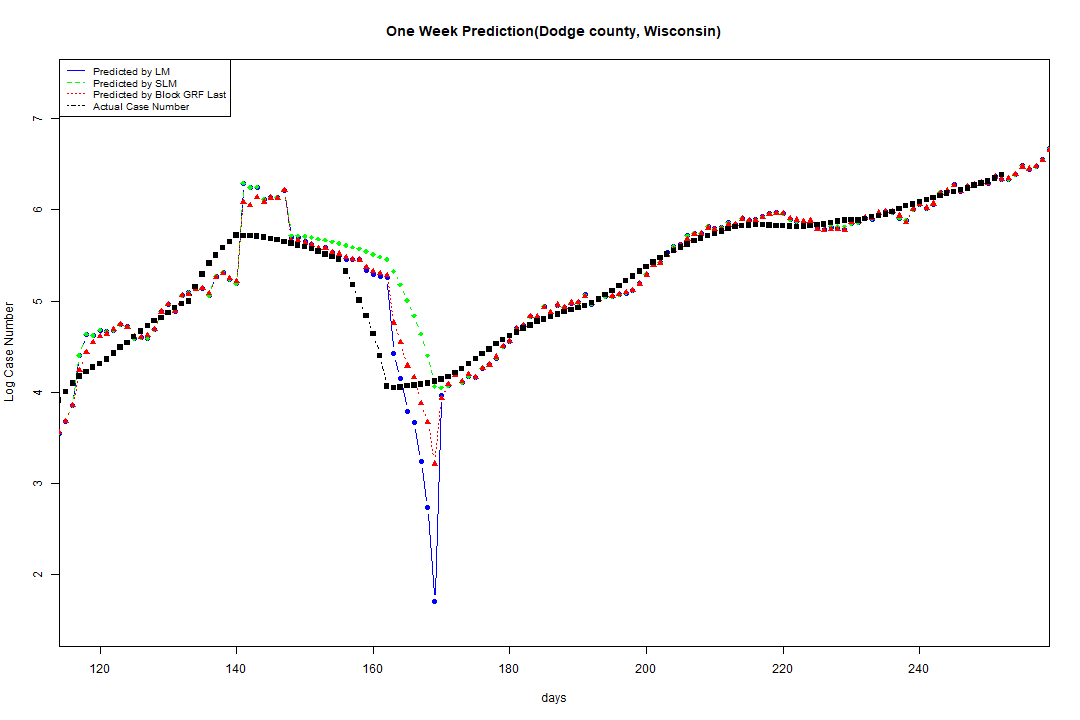 One Week Prediction(Dodge county, Wisconsin)
Predicted by LM
Predicted by SLM
Predicted by Block GRF Last
Actual Case Number
Log Case Number
7
6
5
4
3
2
120 140 160 180 200 220 240
days